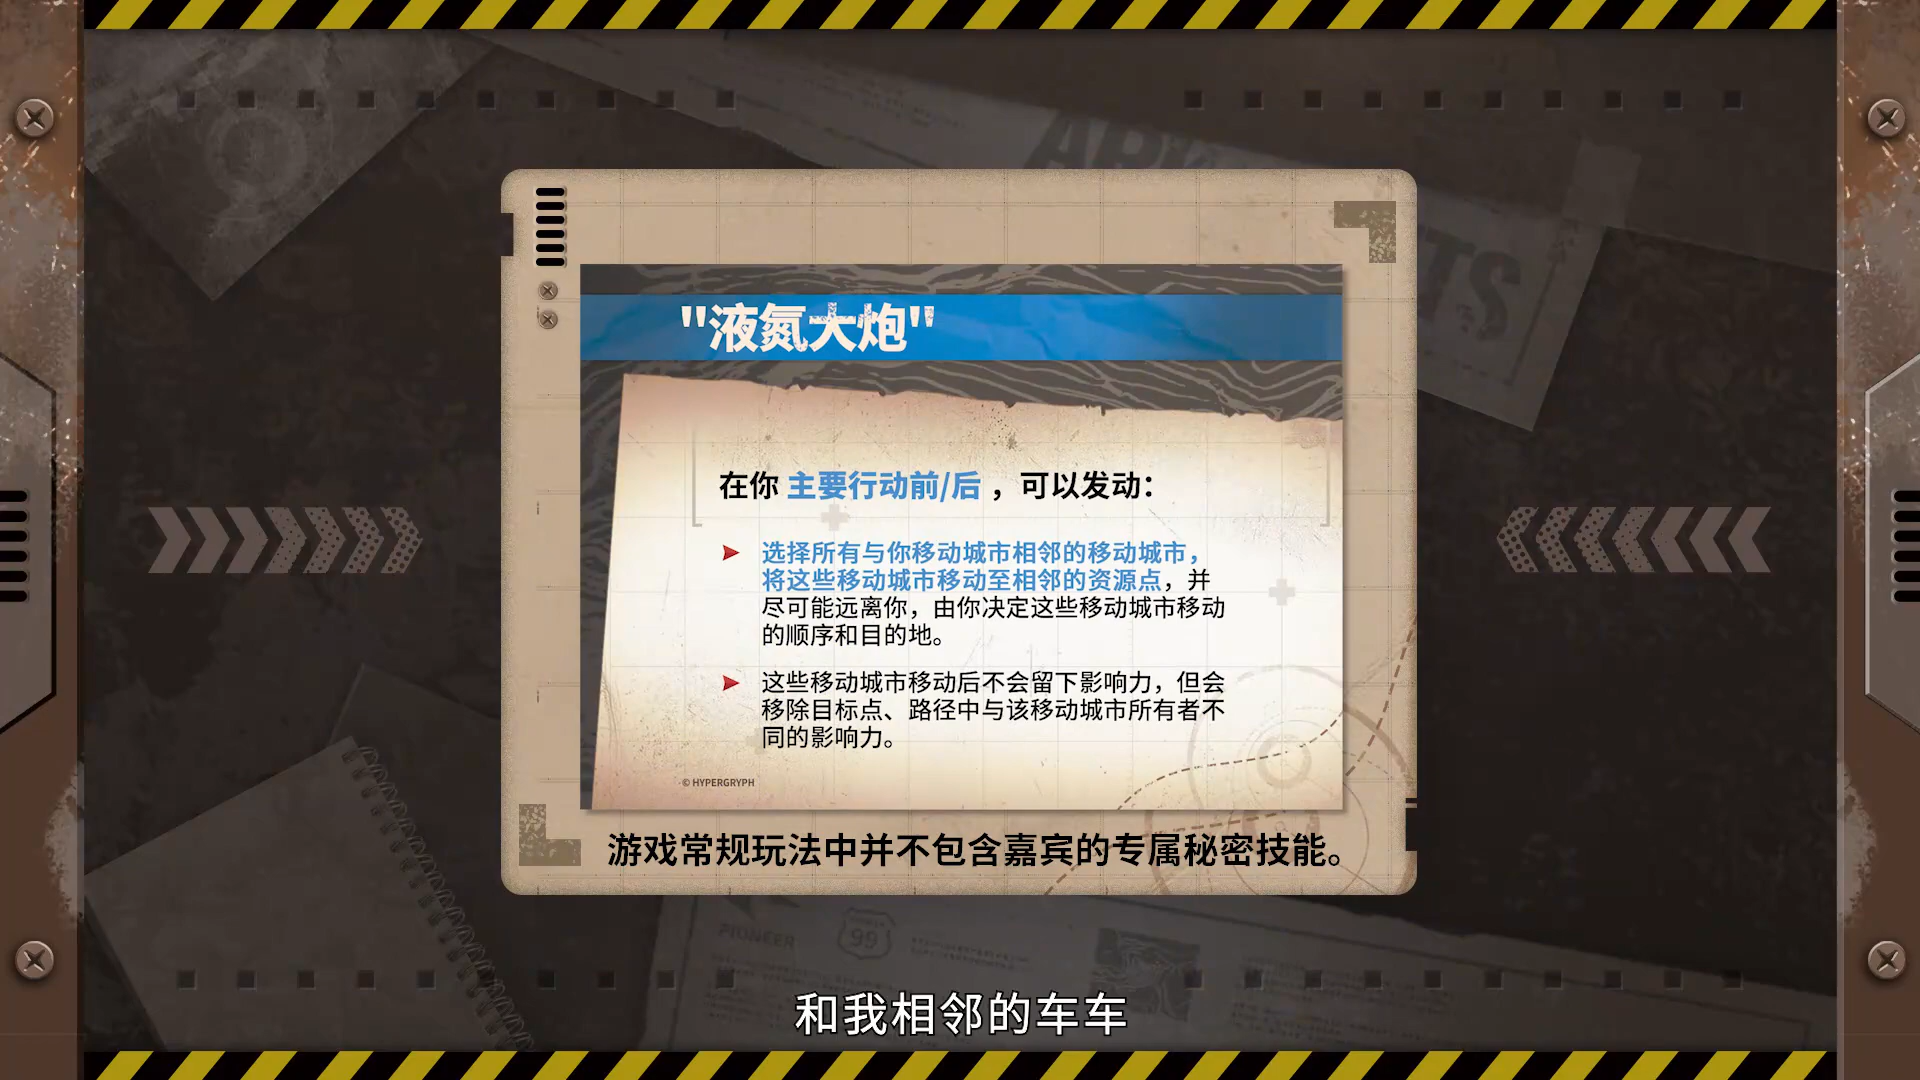 "液氮大炮"
在你 主要行动前/后 ，可以发动：
选择所有与你移动城市相邻的移动城市，
将这些移动城市移动至相邻的资源点，并
尽可能远离你，由你决定这些移动城市移动
的顺序和目的地。
这些移动城市移动后不会留下影响力，但会
移除目标点、路径中与该移动城市所有者不
同的影响力。
© HYPERGRYPH
游戏常规玩法中并不包含嘉宾的专属秘密技能。
PIONEER
99
和我相邻的车车